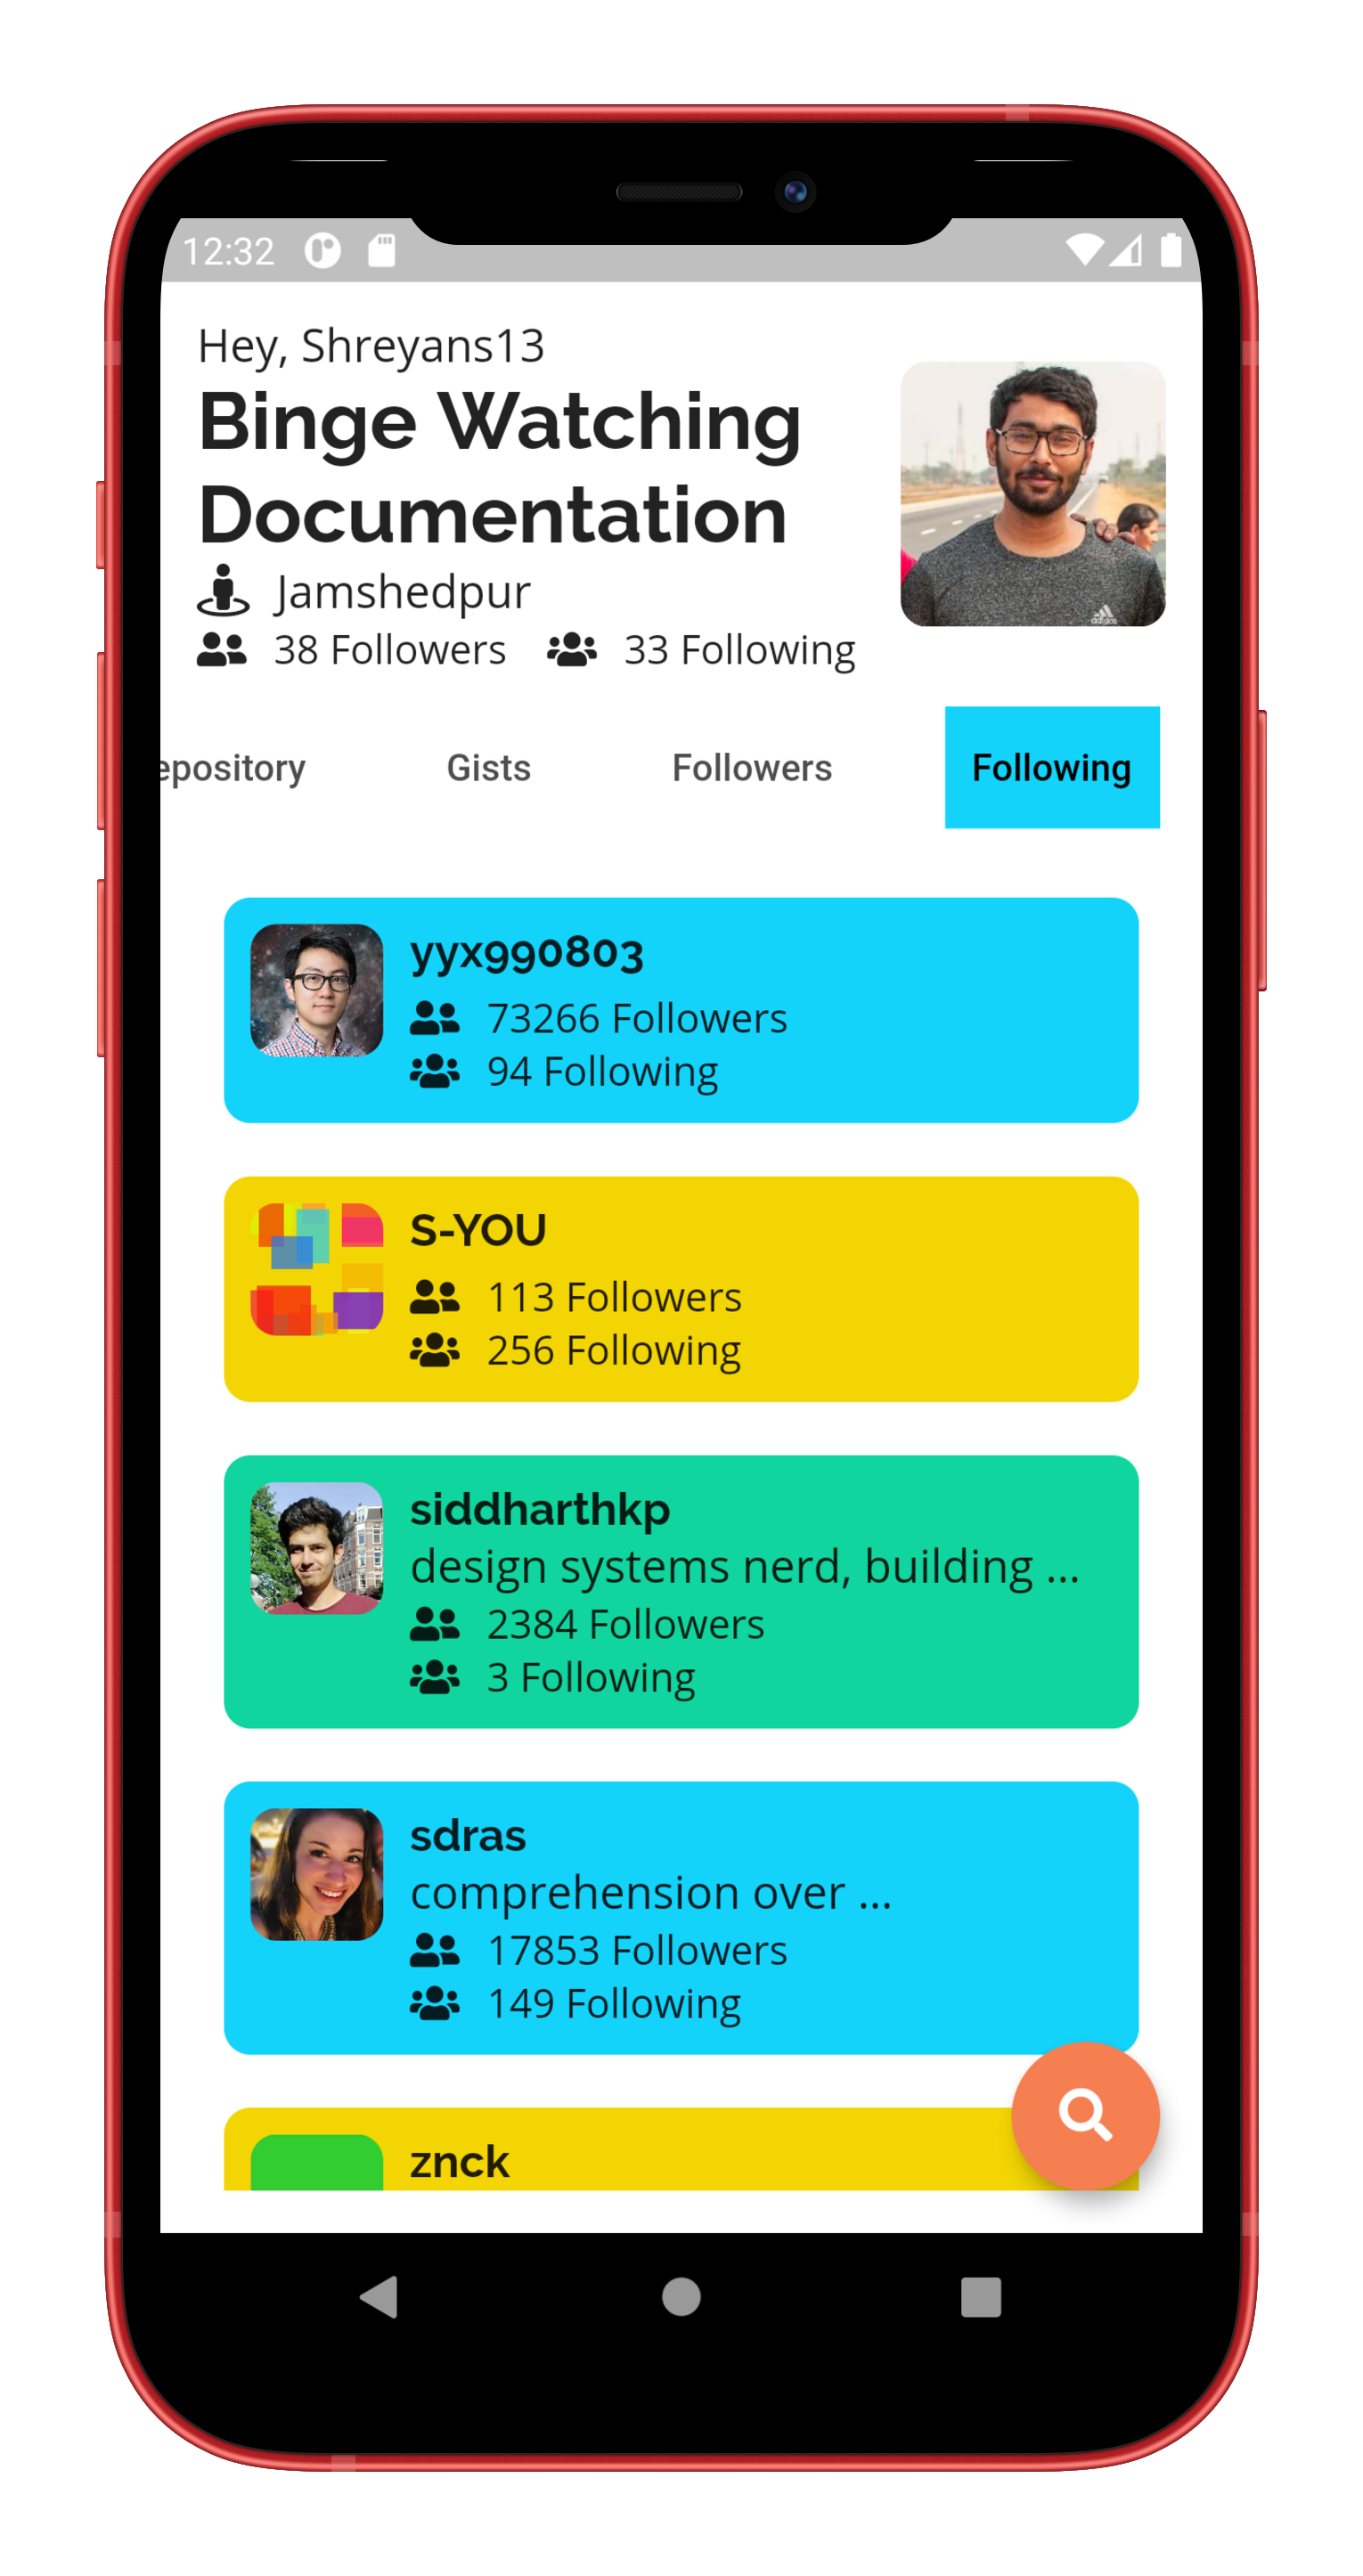 12:32
Hey, Shreyans13
Binge Watching
Documentation
Jamshedpur
38 Followers 33 Following
epository Gists Followers Following
yyx990803
73266 Followers
94 Following
S-YOU
113 Followers
256 Following
siddharthkp
design systems nerd, building ...
2384 Followers
3 Following
sdras
comprehension over ...
17853 Followers
149 Following
znck